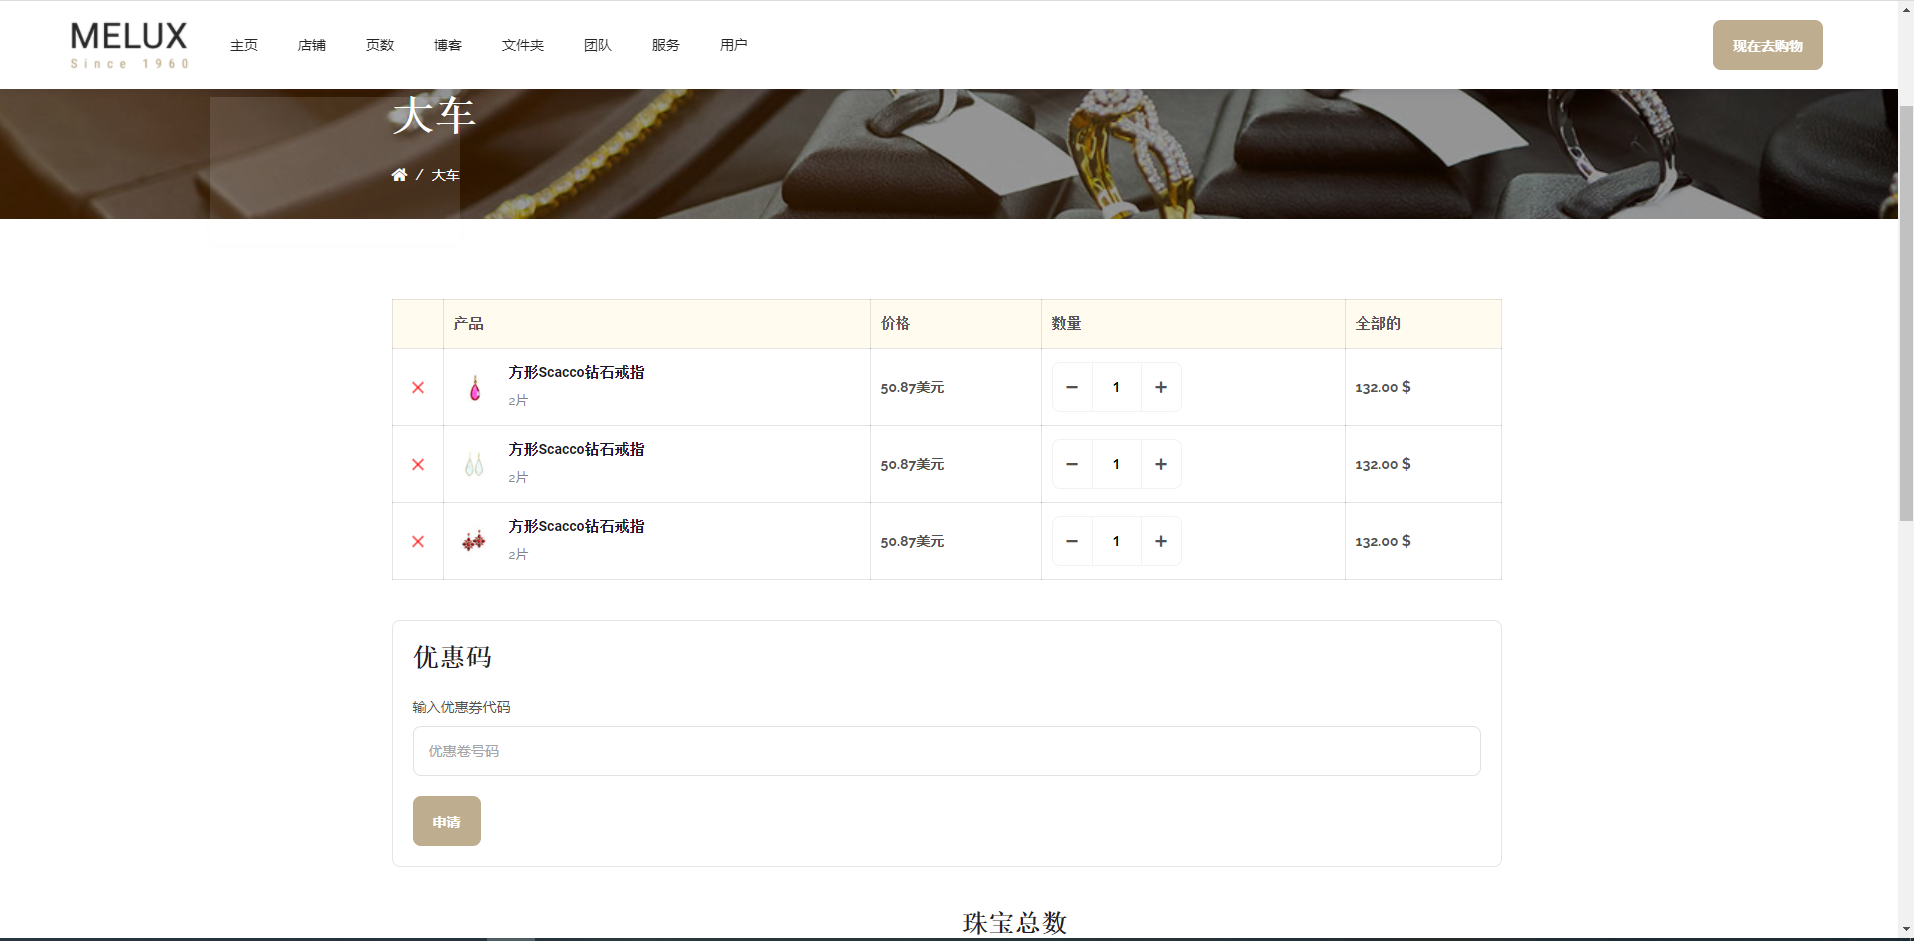 MELUX
Since 1960
主页 店铺 页数 博客 文件夹 团队 服务 用户
现在去购物
大车
/ 大车
产品 价格 数量 全部的
方形Scacco钻石戒指
2片
50.87美元 − 1 + 132.00 $
方形Scacco钻石戒指
2片
50.87美元 − 1 + 132.00 $
方形Scacco钻石戒指
2片
50.87美元 − 1 + 132.00 $
优惠码
输入优惠券代码
优惠卷号码
申请
珠宝总数